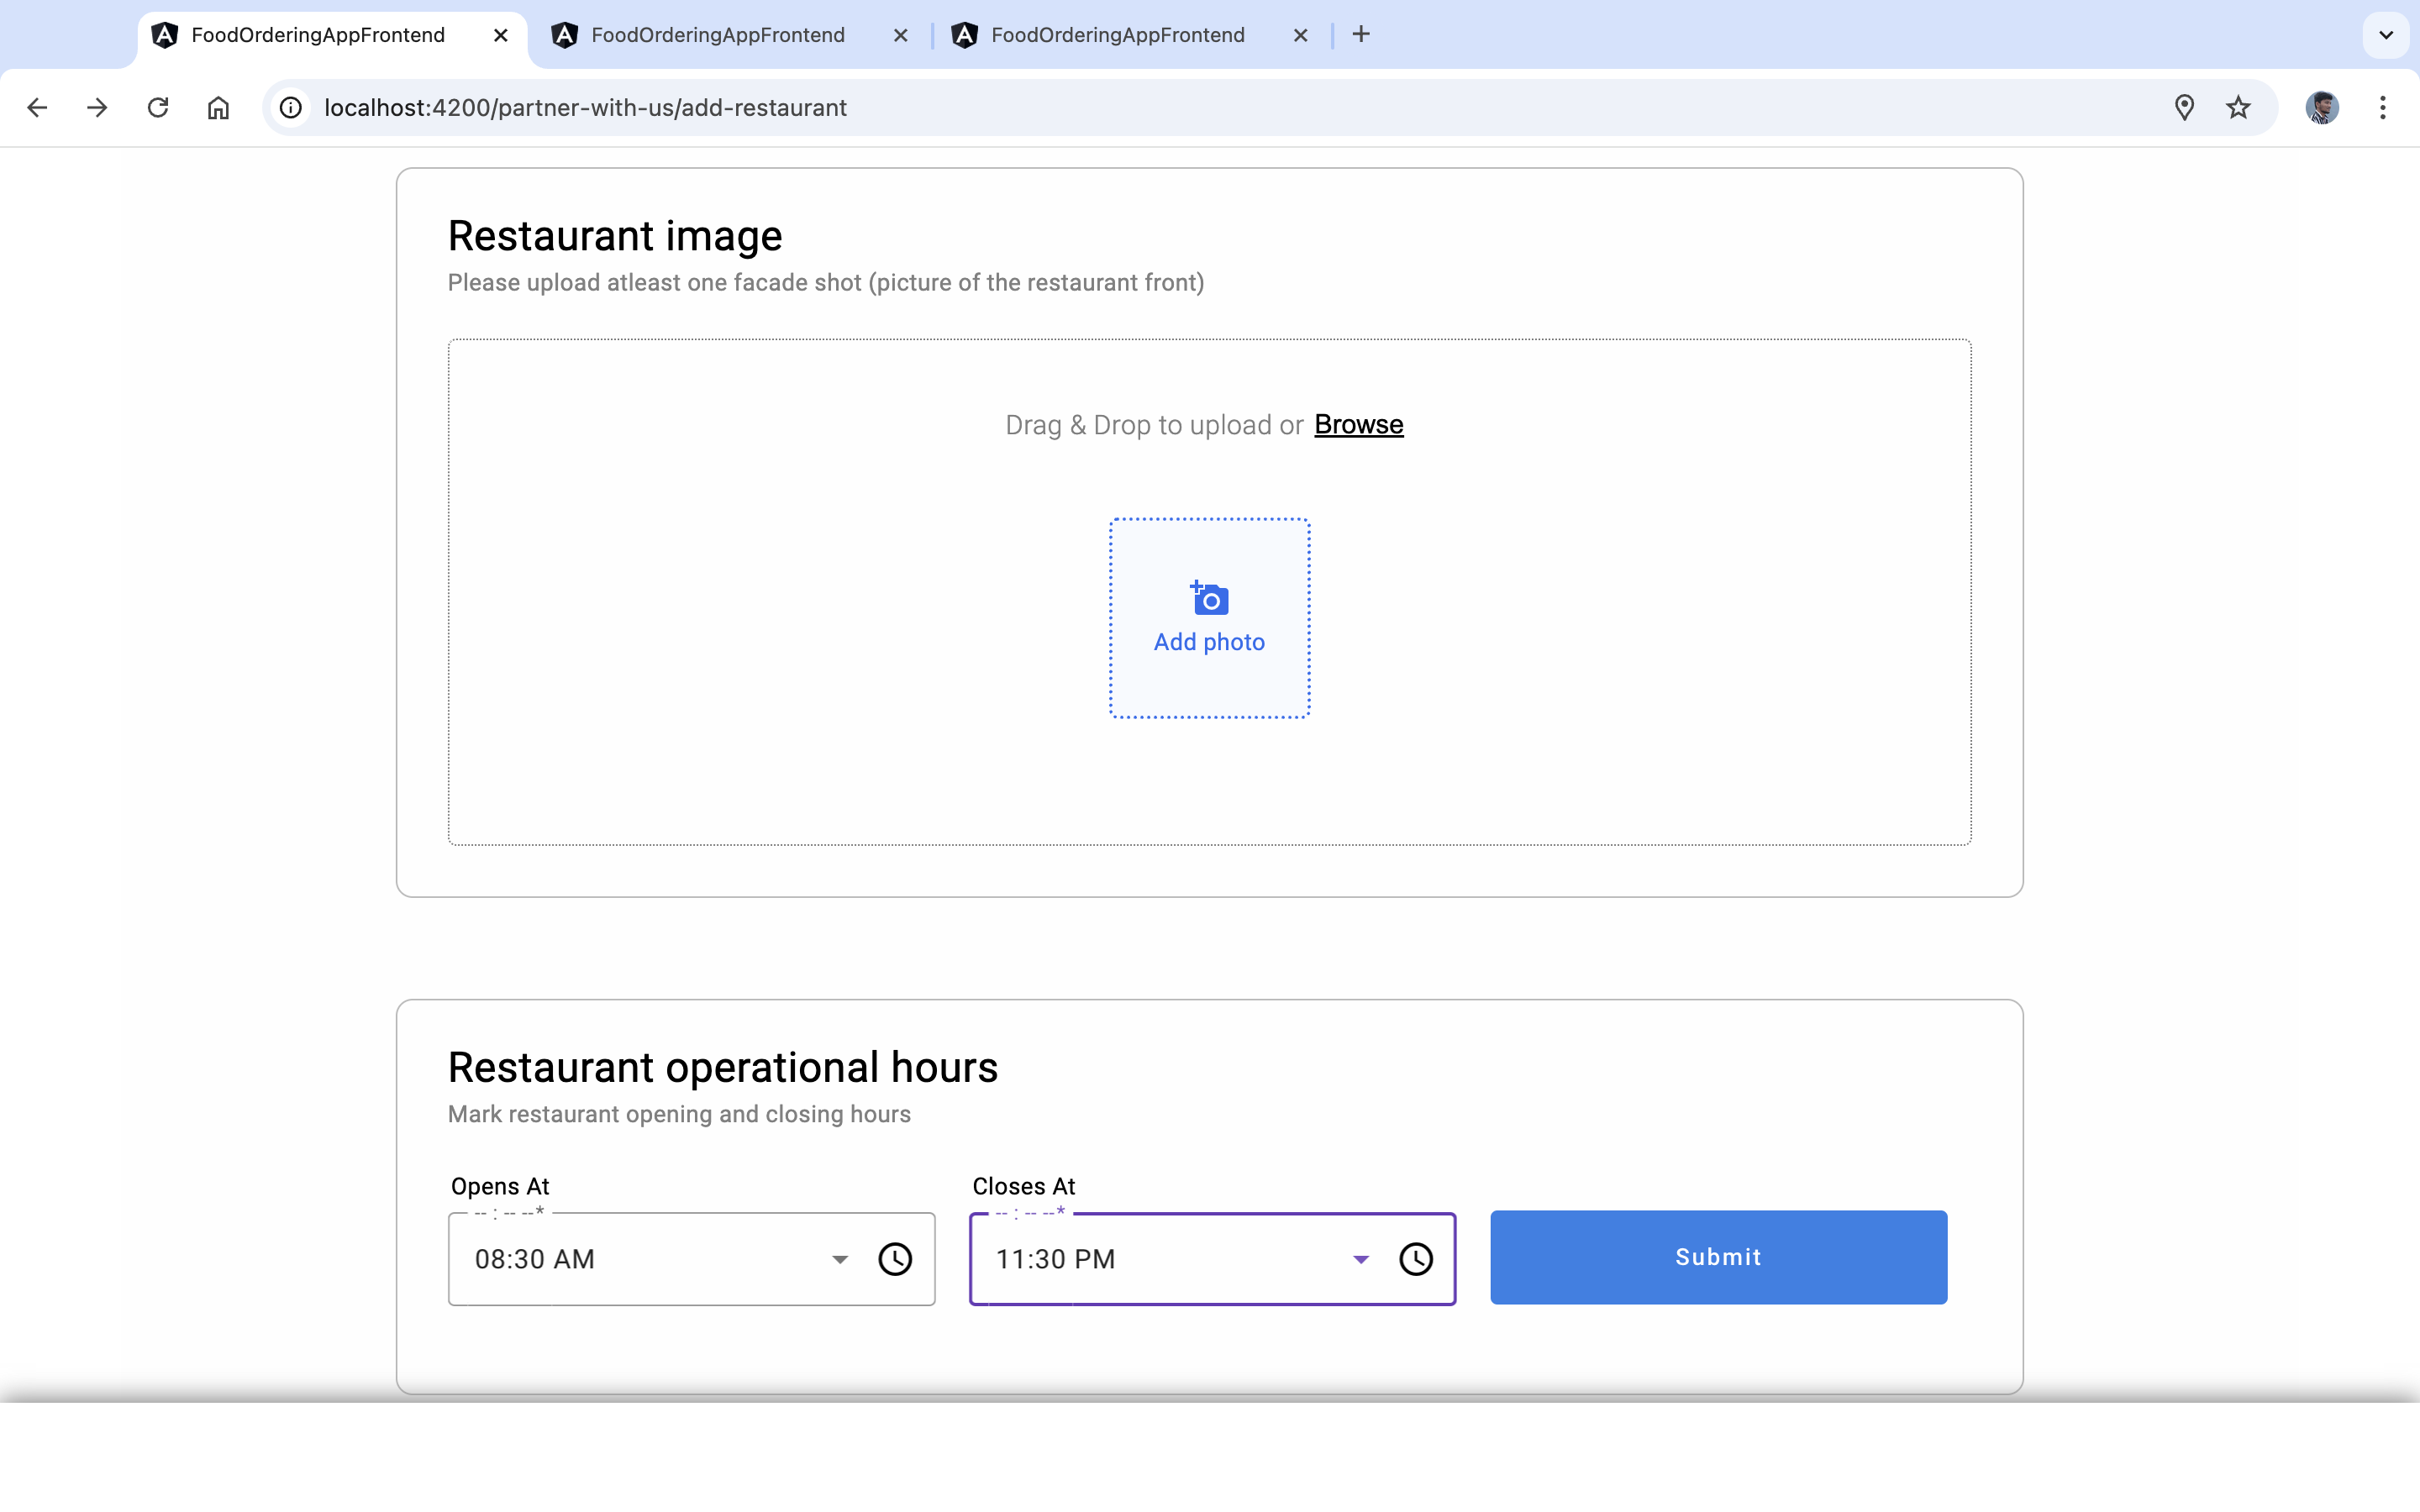 FoodOrderingAppFrontend
FoodOrderingAppFrontend
FoodOrderingAppFrontend
localhost:4200/partner-with-us/add-restaurant
Restaurant image
Please upload atleast one facade shot (picture of the restaurant front)
Drag & Drop to upload or Browse
Add photo
Restaurant operational hours
Mark restaurant opening and closing hours
Opens At
Closes At
-- : -- --*
-- : -- --*
08:30 AM
11:30 PM
Submit